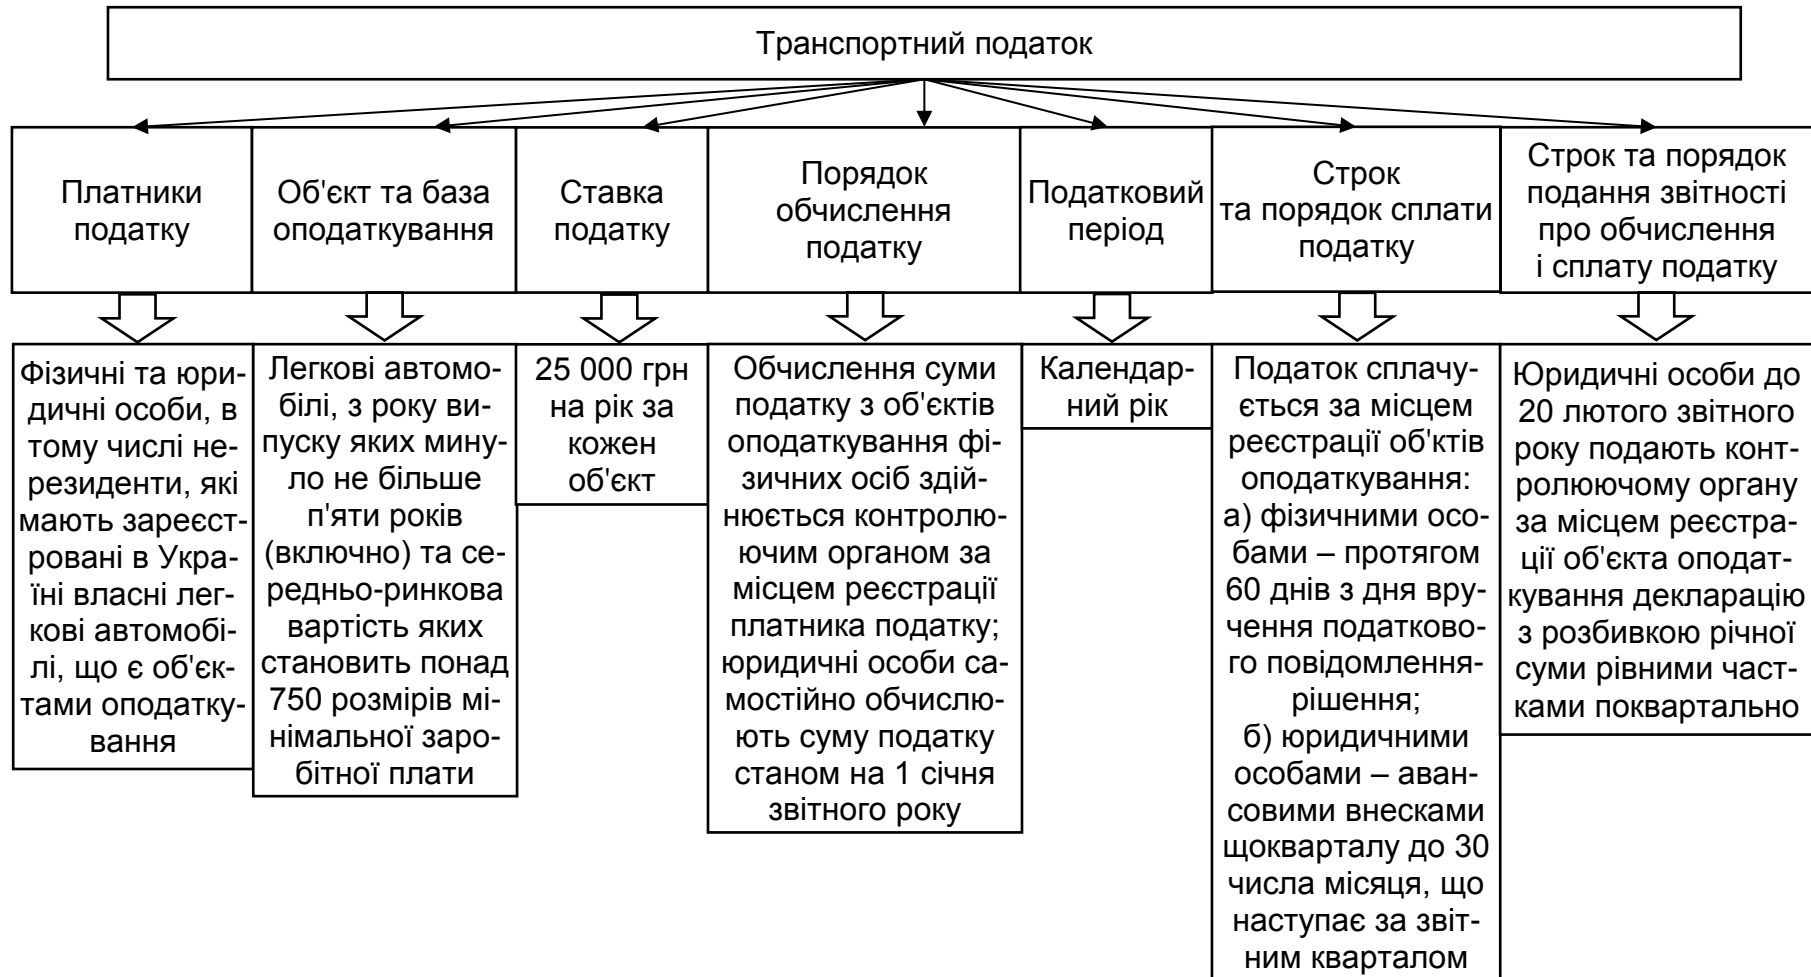 Транспортний податок
Платники
податку
Об'єкт та база
оподаткування
Ставка
податку
Порядок
обчислення
податку
Податковий
період
Строк
та порядок сплати
податку
Строк та порядок
подання звітності
про обчислення
і сплату податку
Фізичні та юри-
дичні особи, в
тому числі не-
резиденти, які
мають зареєст-
ровані в Укра-
їні власні лег-
кові автомобі-
лі, що є об'єк-
тами оподатку-
вання
Легкові автомо-
білі, з року ви-
пуску яких мину-
ло не більше
п'яти років
(включно) та се-
редньо-ринкова
вартість яких
становить понад
750 розмірів мі-
німальної заро-
бітної плати
25 000 грн
на рік за
кожен
об'єкт
Обчислення суми
податку з об'єктів
оподаткування фі-
зичних осіб здій-
нюється контролю-
ючим органом за
місцем реєстрації
платника податку;
юридичні особи са-
мостійно обчислю-
ють суму податку
станом на 1 січня
звітного року
Календар-
ний рік
Податок сплачу-
ється за місцем
реєстрації об'ктів
оподаткування:
а) фізичними осо-
бами – протягом
60 днів з дня вру-
чення податково-
го повідомлення-
рішення;
б) юридичними
особами – аван-
совими внесками
щокварталу до 30
числа місяця, що
наступає за звіт-
ним кварталом
Юридичні особи до
20 лютого звітного
року подають конт-
ролюючому органу
за місцем реєстра-
ції об'єкта оподат-
кування декларацію
з розбивкою річної
суми рівними част-
ками поквартально